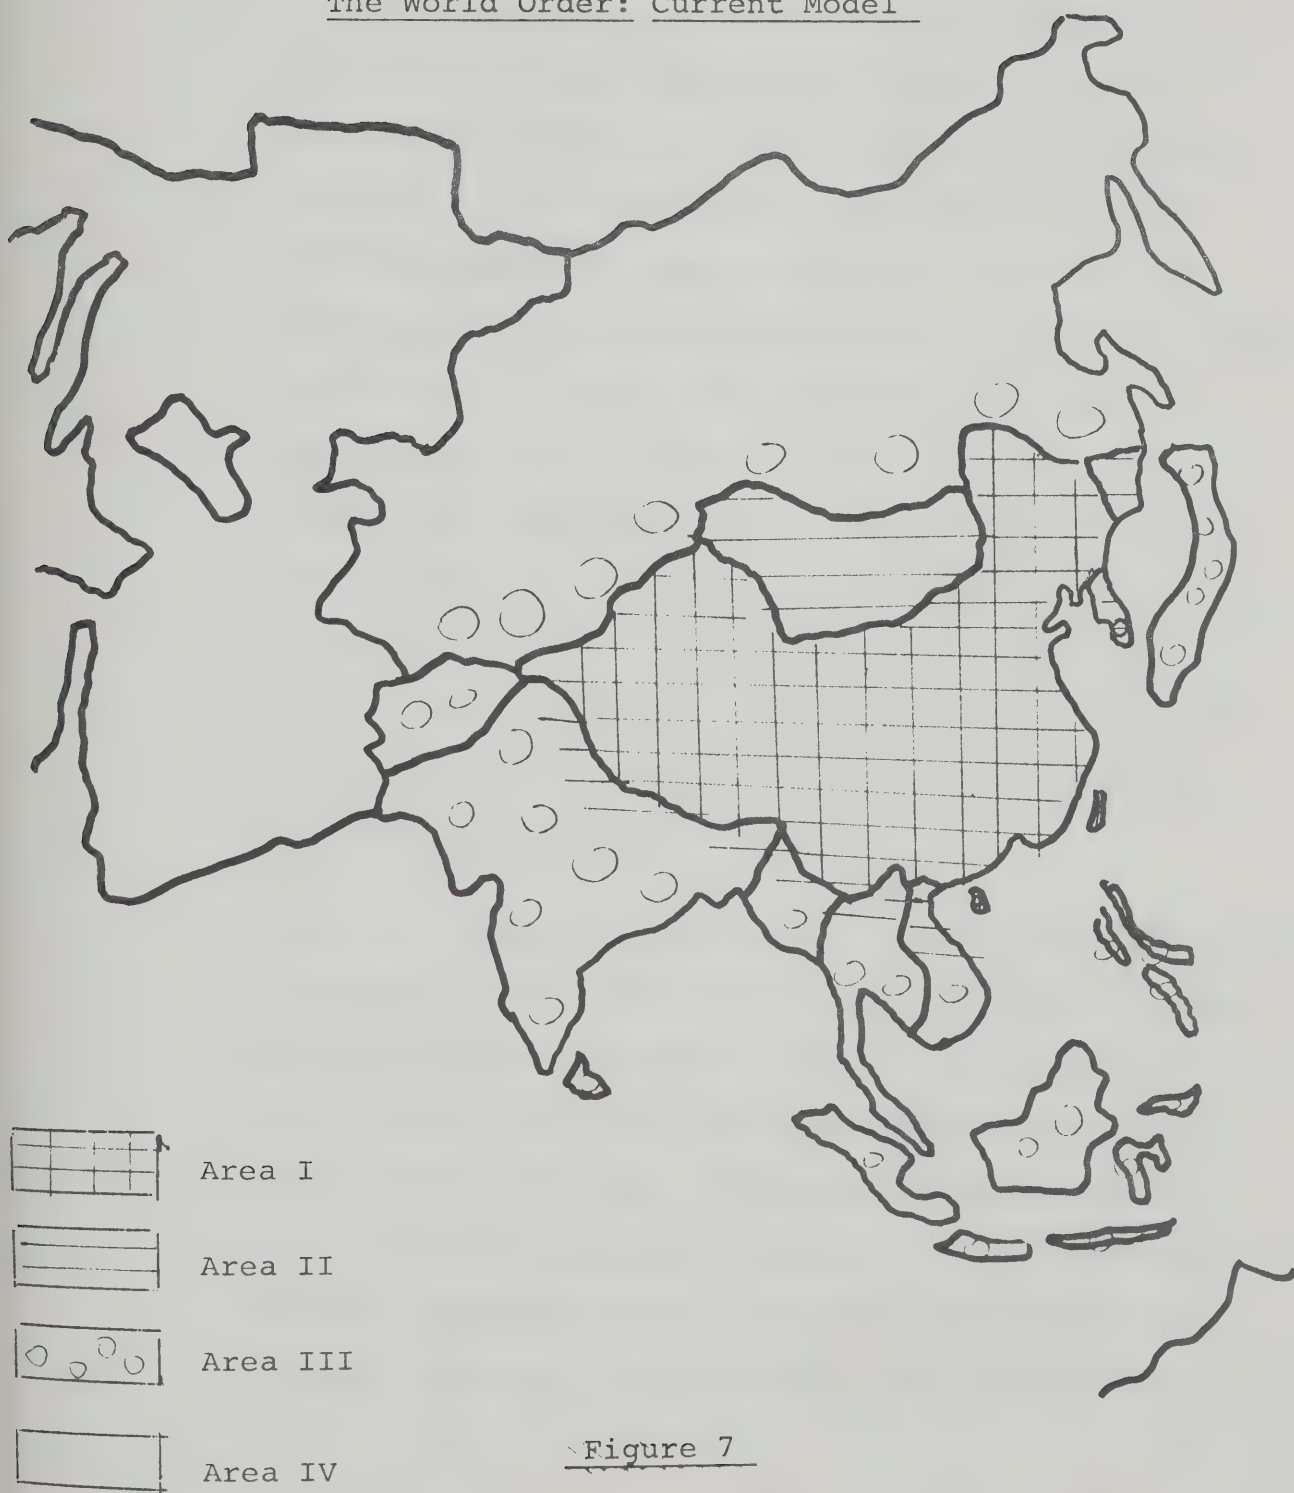 The World Order: Current Model
Area I
Area II
Area III
Area IV
Figure 7